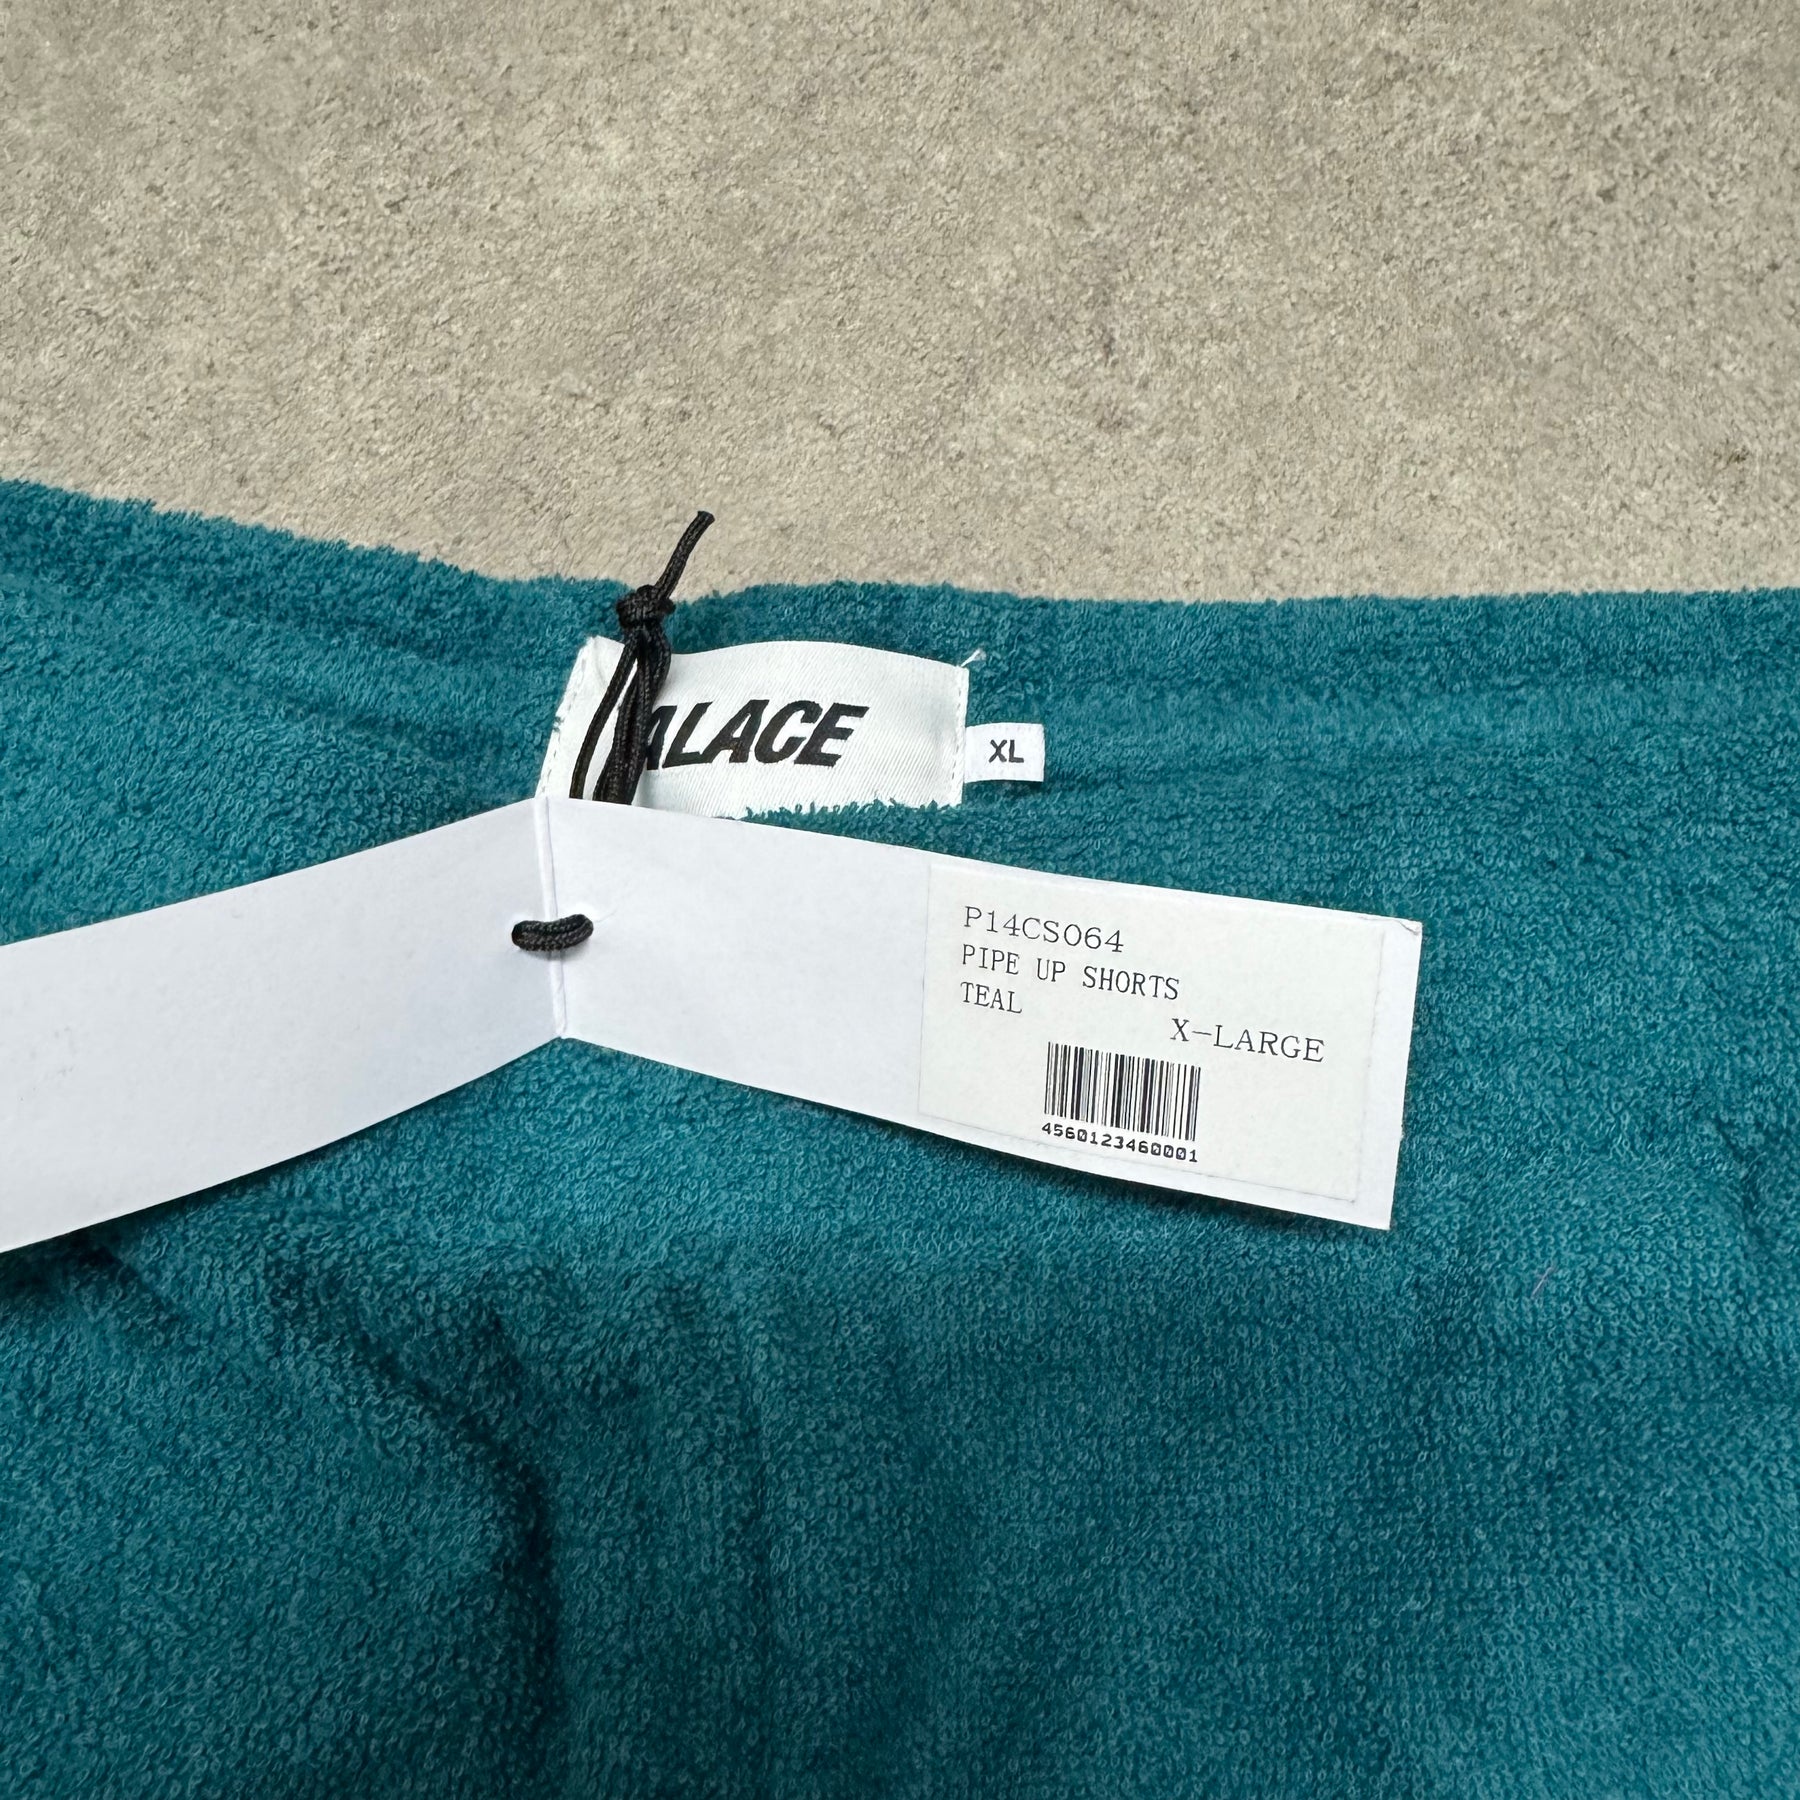 ALACE
XL
P14CS064
PIPE UP SHORTS
TEAL
X-LARGE
4560123460001